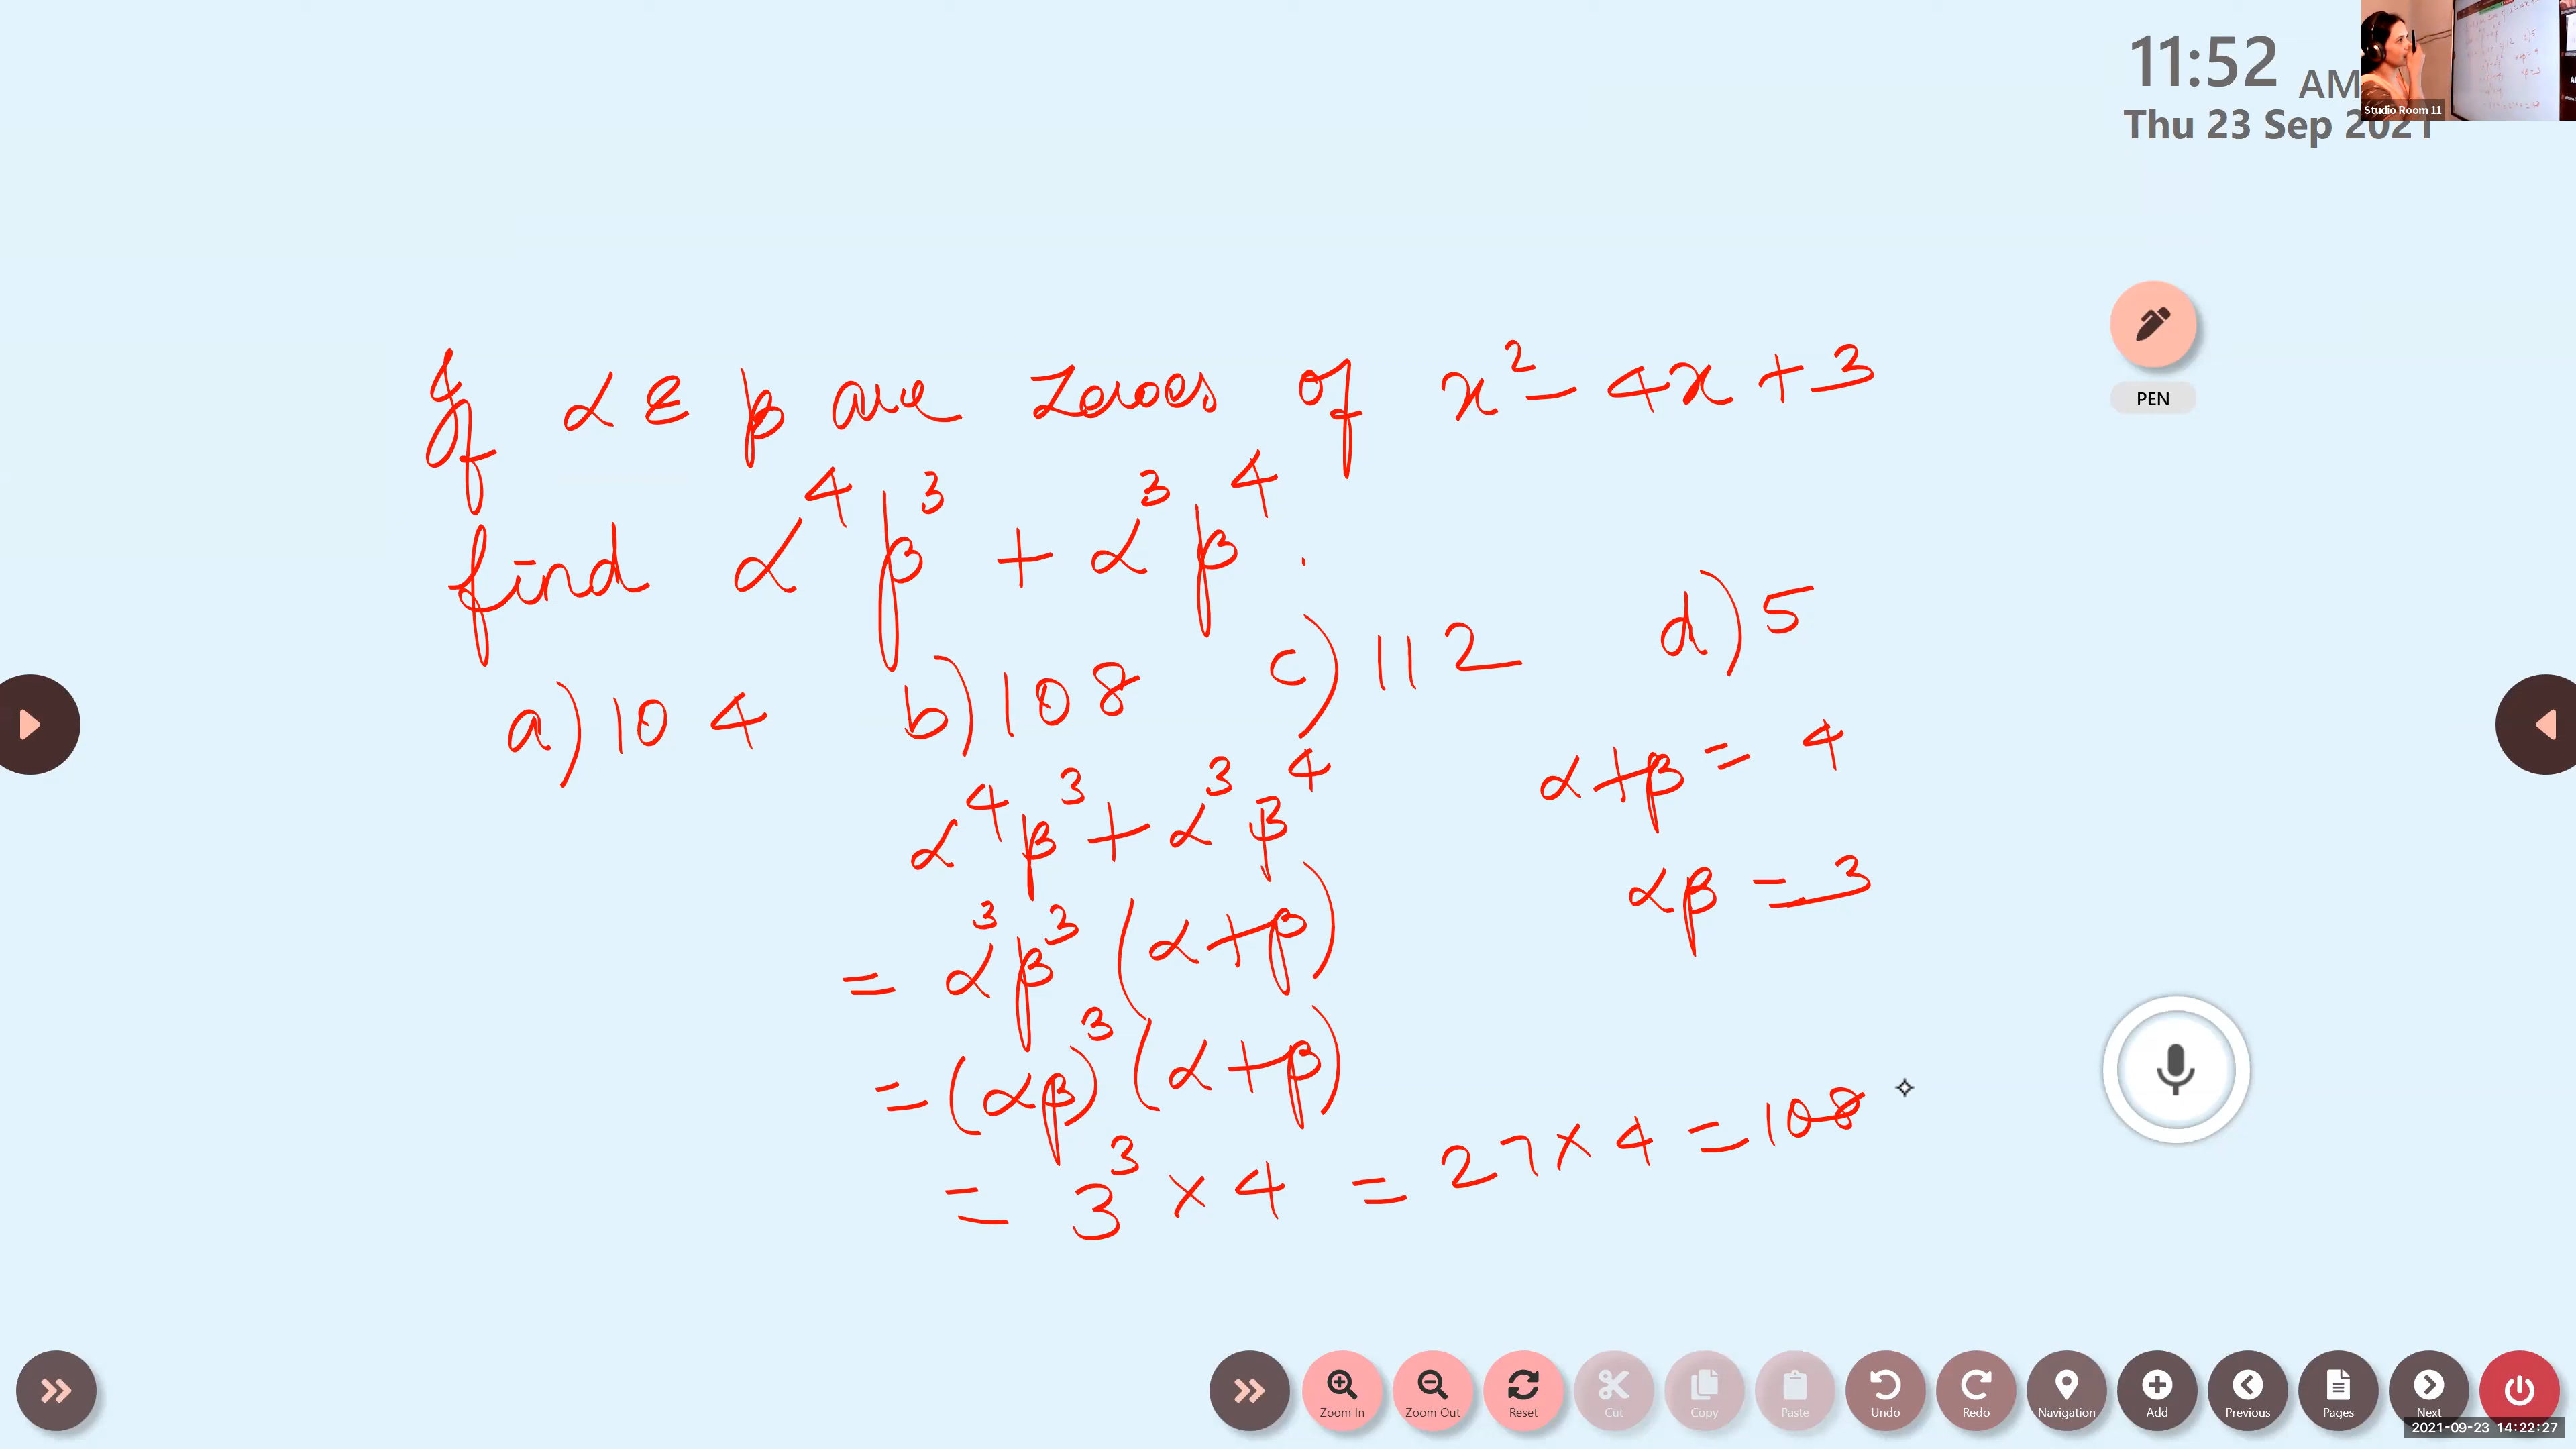 11:52 AM
Thu 23 Sep 2021
Studio Room 11
PEN
If α & β are zeroes of x² - 4x + 3
find α⁴β³ + α³β⁴.
a) 104 b) 108 c) 112 d) 5
α+β = 4
αβ = 3
α⁴β³ + α³β⁴
= α³β³ (α+β)
= (αβ)³ (α+β)
= 3³ × 4 = 27 × 4 = 108
Zoom In Zoom Out Reset Cut Copy Paste Undo Redo Navigation Add Previous Pages Next
2021-09-23 14:22:27